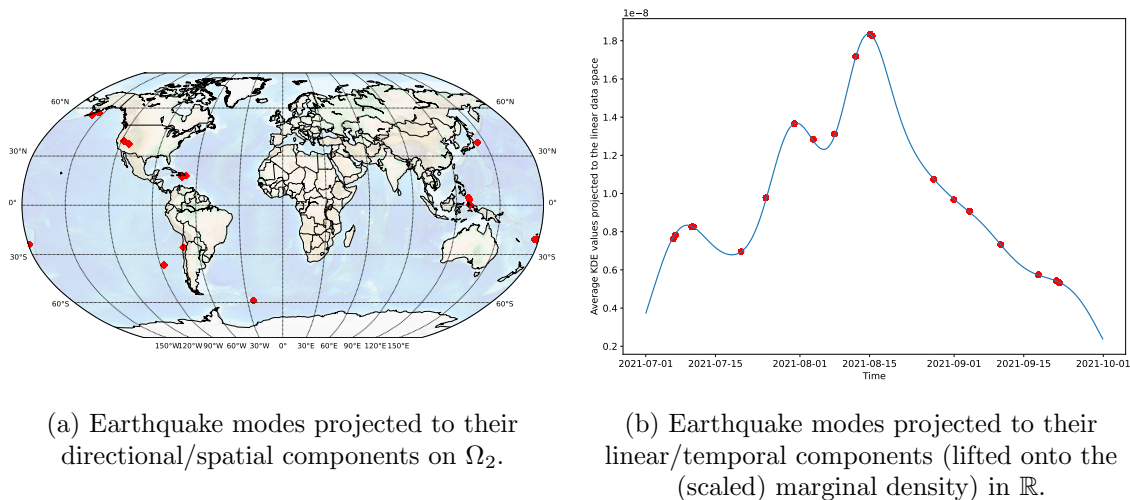 60°N
60°N
30°N
30°N
0°
0°
30°S
30°S
60°S
60°S
150°W 120°W 90°W 60°W 30°W 0° 30°E 60°E 90°E 120°E 150°E
1e−8
1.8
1.6
1.4
1.2
1.0
0.8
0.6
0.4
0.2
Average KDE values projected to the linear data space
2021-07-01 2021-07-15 2021-08-01 2021-08-15 2021-09-01 2021-09-15 2021-10-01
Time
(a) Earthquake modes projected to their
directional/spatial components on Ω₂.
(b) Earthquake modes projected to their
linear/temporal components (lifted onto the
(scaled) marginal density) in ℝ.